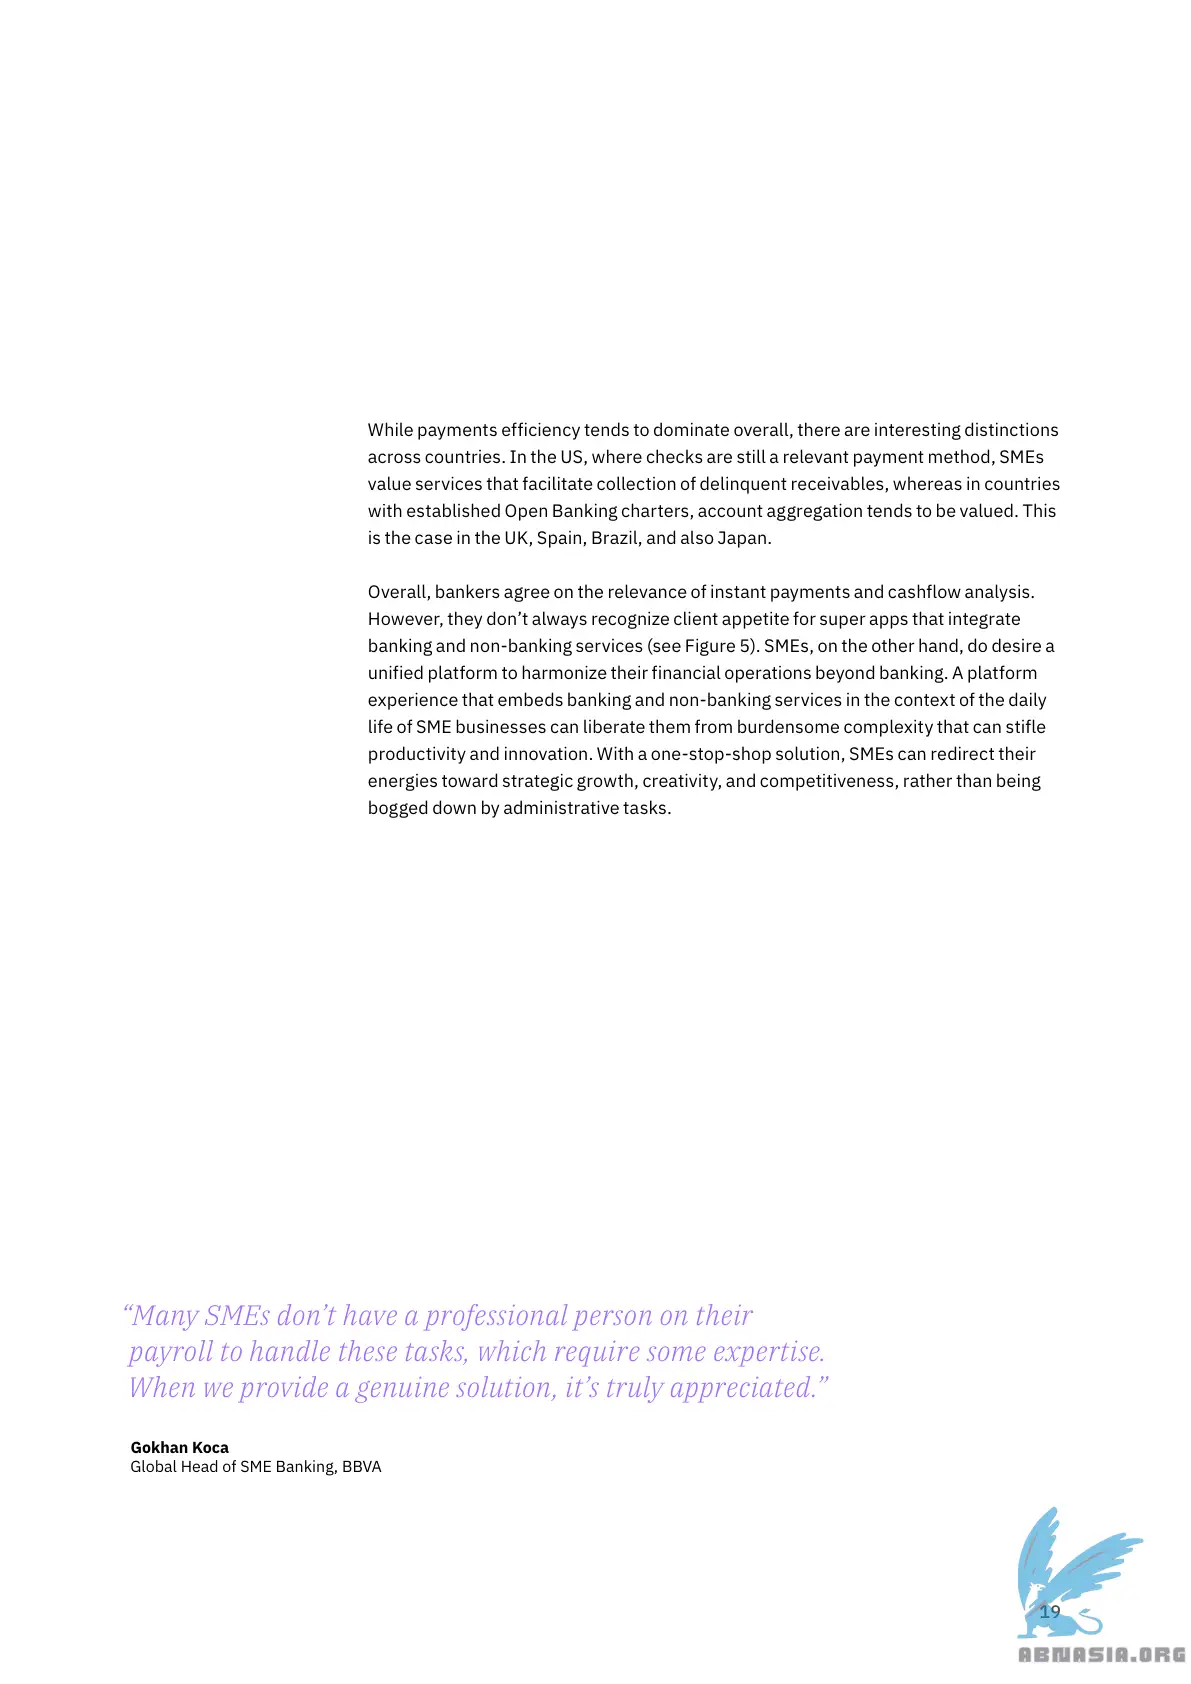 While payments efficiency tends to dominate overall, there are interesting distinctions
across countries. In the US, where checks are still a relevant payment method, SMEs
value services that facilitate collection of delinquent receivables, whereas in countries
with established Open Banking charters, account aggregation tends to be valued. This
is the case in the UK, Spain, Brazil, and also Japan.
Overall, bankers agree on the relevance of instant payments and cashflow analysis.
However, they don’t always recognize client appetite for super apps that integrate
banking and non-banking services (see Figure 5). SMEs, on the other hand, do desire a
unified platform to harmonize their financial operations beyond banking. A platform
experience that embeds banking and non-banking services in the context of the daily
life of SME businesses can liberate them from burdensome complexity that can stifle
productivity and innovation. With a one-stop-shop solution, SMEs can redirect their
energies toward strategic growth, creativity, and competitiveness, rather than being
bogged down by administrative tasks.
“Many SMEs don’t have a professional person on their
payroll to handle these tasks, which require some expertise.
When we provide a genuine solution, it’s truly appreciated.”
Gokhan Koca
Global Head of SME Banking, BBVA
19
ABNASIA.ORG